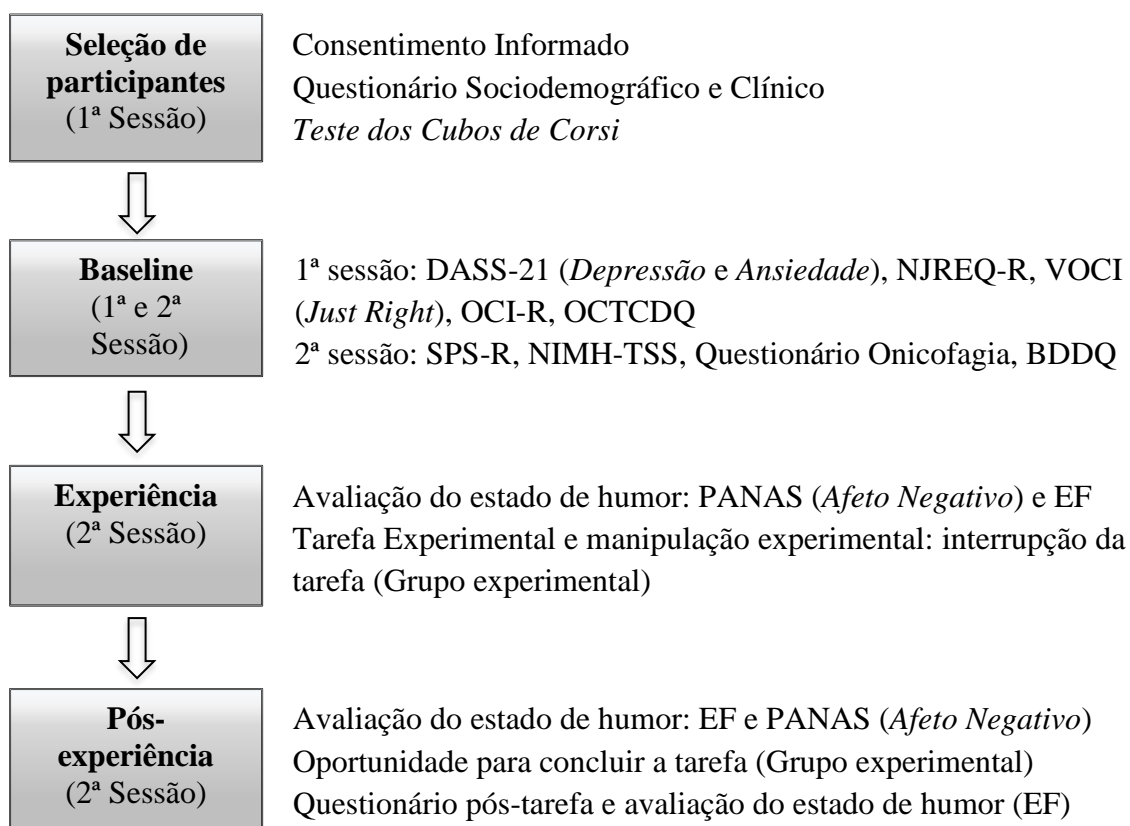 Seleção de
participantes
(1ª Sessão)
Consentimento Informado
Questionário Sociodemográfico e Clínico
Teste dos Cubos de Corsi
Baseline
(1ª e 2ª
Sessão)
1ª sessão: DASS-21 (Depressão e Ansiedade), NJREQ-R, VOCI
(Just Right), OCI-R, OCTCDQ
2ª sessão: SPS-R, NIMH-TSS, Questionário Onicofagia, BDDQ
Experiência
(2ª Sessão)
Avaliação do estado de humor: PANAS (Afeto Negativo) e EF
Tarefa Experimental e manipulação experimental: interrupção da
tarefa (Grupo experimental)
Pós-
experiência
(2ª Sessão)
Avaliação do estado de humor: EF e PANAS (Afeto Negativo)
Oportunidade para concluir a tarefa (Grupo experimental)
Questionário pós-tarefa e avaliação do estado de humor (EF)